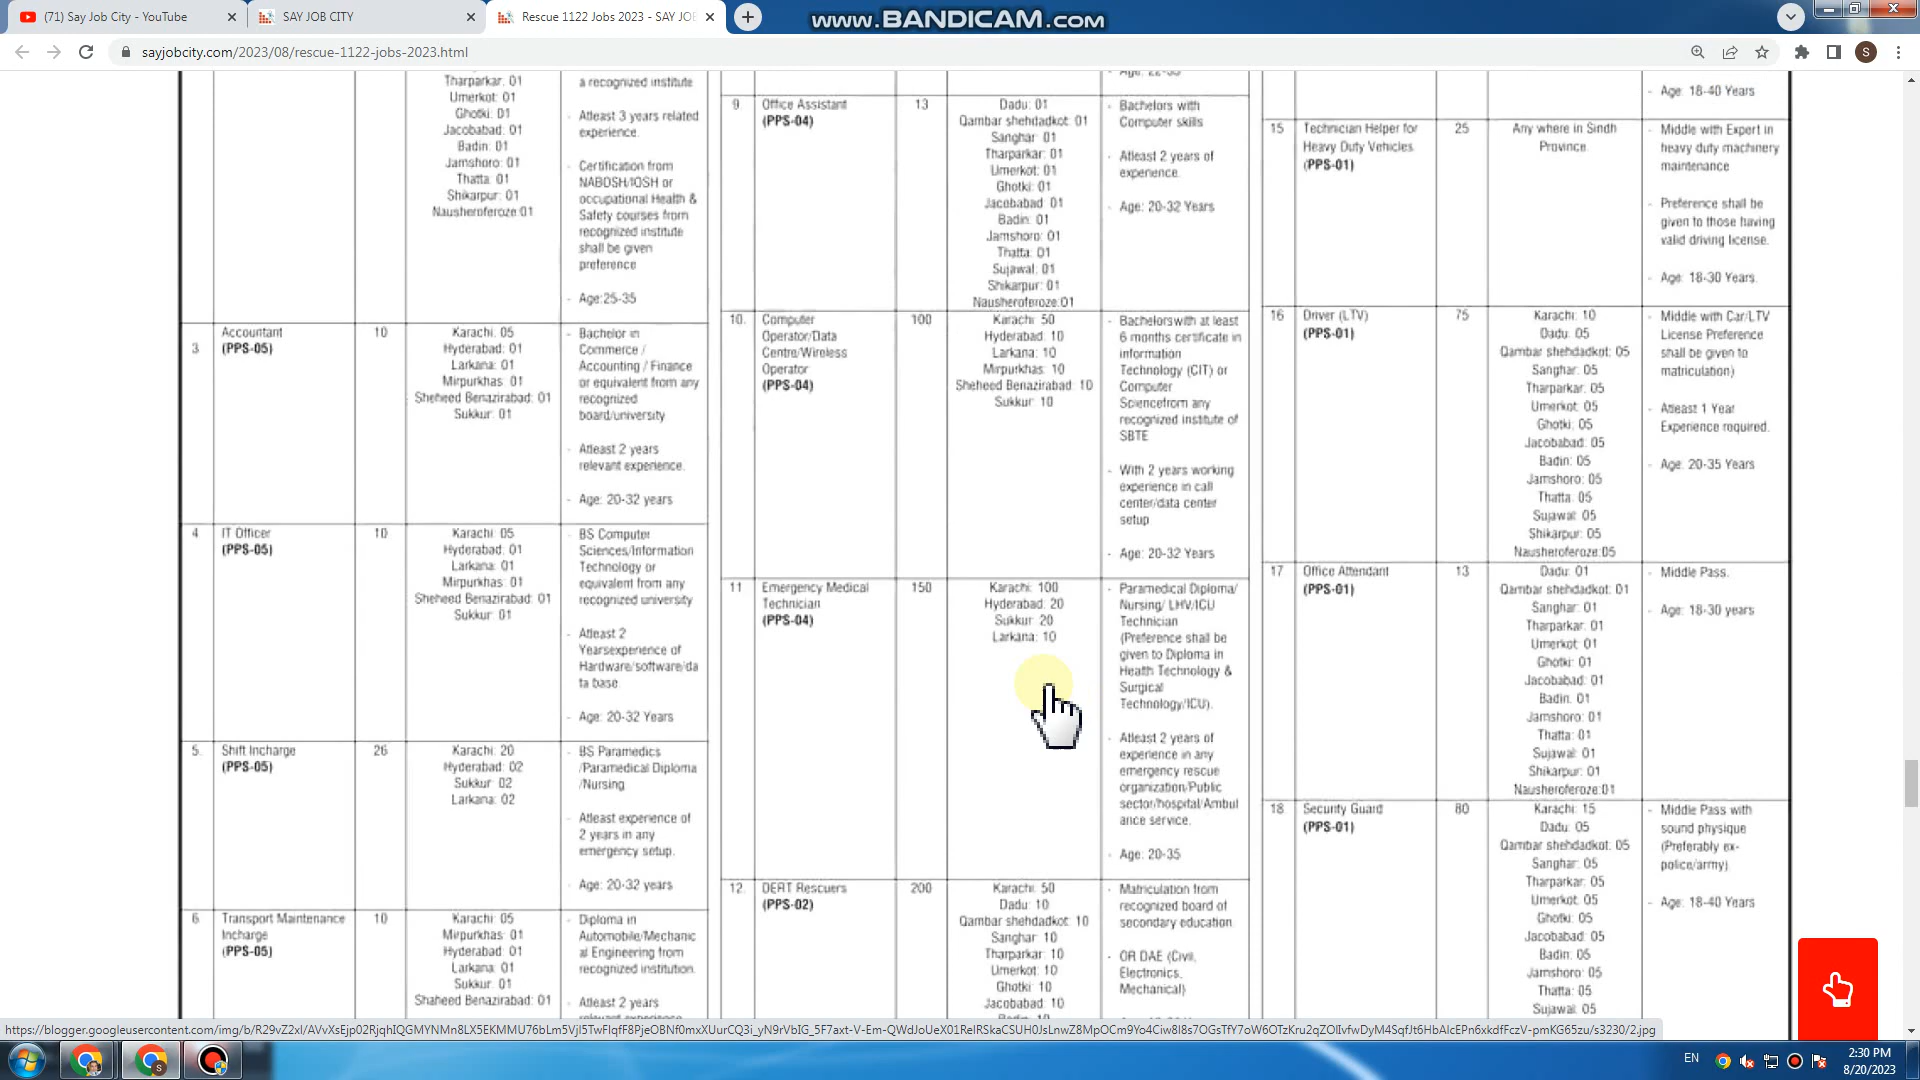 (71) Say Job City - YouTube
SAY JOB CITY
Rescue 1122 Jobs 2023 - SAY JOB
www.BANDICAM.com
sayjobcity.com/2023/08/rescue-1122-jobs-2023.html
Tharparkar: 01
Umerkot: 01
Ghotki: 01
Jacobabad: 01
Badin: 01
Jamshoro: 01
Thatta: 01
Shikarpur: 01
Nausheroferoze:01
a recognized institute
- Atleast 3 years related
experience.
- Certification from
NABOSH/IOSH or
occupational Health &
Safety courses from
recognized institute
shall be given
preference
- Age:25-35
3
Accountant
(PPS-05)
10
Karachi: 05
Hyderabad: 01
Larkana: 01
Mirpurkhas: 01
Sheheed Benazirabad: 01
Sukkur: 01
- Bachelor in
Commerce /
Accounting / Finance
or equivalent from any
recognized
board/university
- Atleast 2 years
relevant experience.
- Age: 20-32 years
4
IT Officer
(PPS-05)
10
Karachi: 05
Hyderabad: 01
Larkana: 01
Mirpurkhas: 01
Sheheed Benazirabad: 01
Sukkur: 01
- BS Computer
Sciences/Information
Technology or
equivalent from any
recognized university
- Atleast 2
Yearsexperience of
Hardware/software/da
ta base
- Age: 20-32 Years
5.
Shift Incharge
(PPS-05)
26
Karachi: 20
Hyderabad: 02
Sukkur: 02
Larkana: 02
- BS Paramedics
/Paramedical Diploma
/Nursing
- Atleast experience of
2 years in any
emergency setup.
- Age: 20-32 years
6
Transport Maintenance
Incharge
(PPS-05)
10
Karachi: 05
Mirpurkhas: 01
Hyderabad: 01
Larkana: 01
Sukkur: 01
Shaheed Benazirabad: 01
- Diploma in
Automobile/Mechanic
al Engineering from
recognized institution.
- Atleast 2 years
relevant experience
- Age: 22-35
9
Office Assistant
(PPS-04)
13
Dadu: 01
Qambar shehdadkot: 01
Sanghar: 01
Tharparkar: 01
Umerkot: 01
Ghotki: 01
Jacobabad: 01
Badin: 01
Jamshoro: 01
Thatta: 01
Sujawal: 01
Shikarpur: 01
Nausheroferoze:01
- Bachelors with
Computer skills
- Atleast 2 years of
experience.
- Age: 20-32 Years
10.
Computer
Operator/Data
Centre/Wireless
Operator
(PPS-04)
100
Karachi: 50
Hyderabad: 10
Larkana: 10
Mirpurkhas: 10
Sheheed Benazirabad: 10
Sukkur: 10
- Bachelorswith at least
6 months certificate in
information
Technology (CIT) or
Computer
Sciencefrom any
recognized institute of
SBTE
- With 2 years working
experience in call
center/data center
setup
- Age: 20-32 Years
11
Emergency Medical
Technician
(PPS-04)
150
Karachi: 100
Hyderabad: 20
Sukkur: 20
Larkana: 10
- Paramedical Diploma/
Nursing/ LHV/ICU
Technician
(Preference shall be
given to Diploma in
Health Technology &
Surgical
Technology/ICU).
- Atleast 2 years of
experience in any
emergency rescue
organization/Public
sector/hospital/Ambul
ance service.
- Age: 20-35
12.
DERT Rescuers
(PPS-02)
200
Karachi: 50
Dadu: 10
Qambar shehdadkot: 10
Sanghar: 10
Tharparkar: 10
Umerkot: 10
Ghotki: 10
Jacobabad: 10
- Matriculation from
recognized board of
secondary education.
- OR DAE (Civil,
Electronics,
Mechanical)
- Age: 18-40 Years
15
Technician Helper for
Heavy Duty Vehicles
(PPS-01)
25
Any where in Sindh
Province.
- Middle with Expert in
heavy duty machinery
maintenance
- Preference shall be
given to those having
valid driving license.
- Age: 18-30 Years.
16
Driver (LTV)
(PPS-01)
75
Karachi: 10
Dadu: 05
Qambar shehdadkot: 05
Sanghar: 05
Tharparkar: 05
Umerkot: 05
Ghotki: 05
Jacobabad: 05
Badin: 05
Jamshoro: 05
Thatta: 05
Sujawal: 05
Shikarpur: 05
Nausheroferoze:05
- Middle with Car/LTV
License Preference
shall be given to
matriculation)
- Atleast 1 Year
Experience required.
- Age: 20-35 Years
17
Office Attendant
(PPS-01)
13
Dadu: 01
Qambar shehdadkot: 01
Sanghar: 01
Tharparkar: 01
Umerkot: 01
Ghotki: 01
Jacobabad: 01
Badin: 01
Jamshoro: 01
Thatta: 01
Sujawal: 01
Shikarpur: 01
Nausheroferoze:01
- Middle Pass.
- Age: 18-30 years
18
Security Guard
(PPS-01)
80
Karachi: 15
Dadu: 05
Qambar shehdadkot: 05
Sanghar: 05
Tharparkar: 05
Umerkot: 05
Ghotki: 05
Jacobabad: 05
Badin: 05
Jamshoro: 05
Thatta: 05
Sujawal: 05
- Middle Pass with
sound physique
(Preferably ex-
police/army)
- Age: 18-40 Years
EN
2:30 PM
8/20/2023